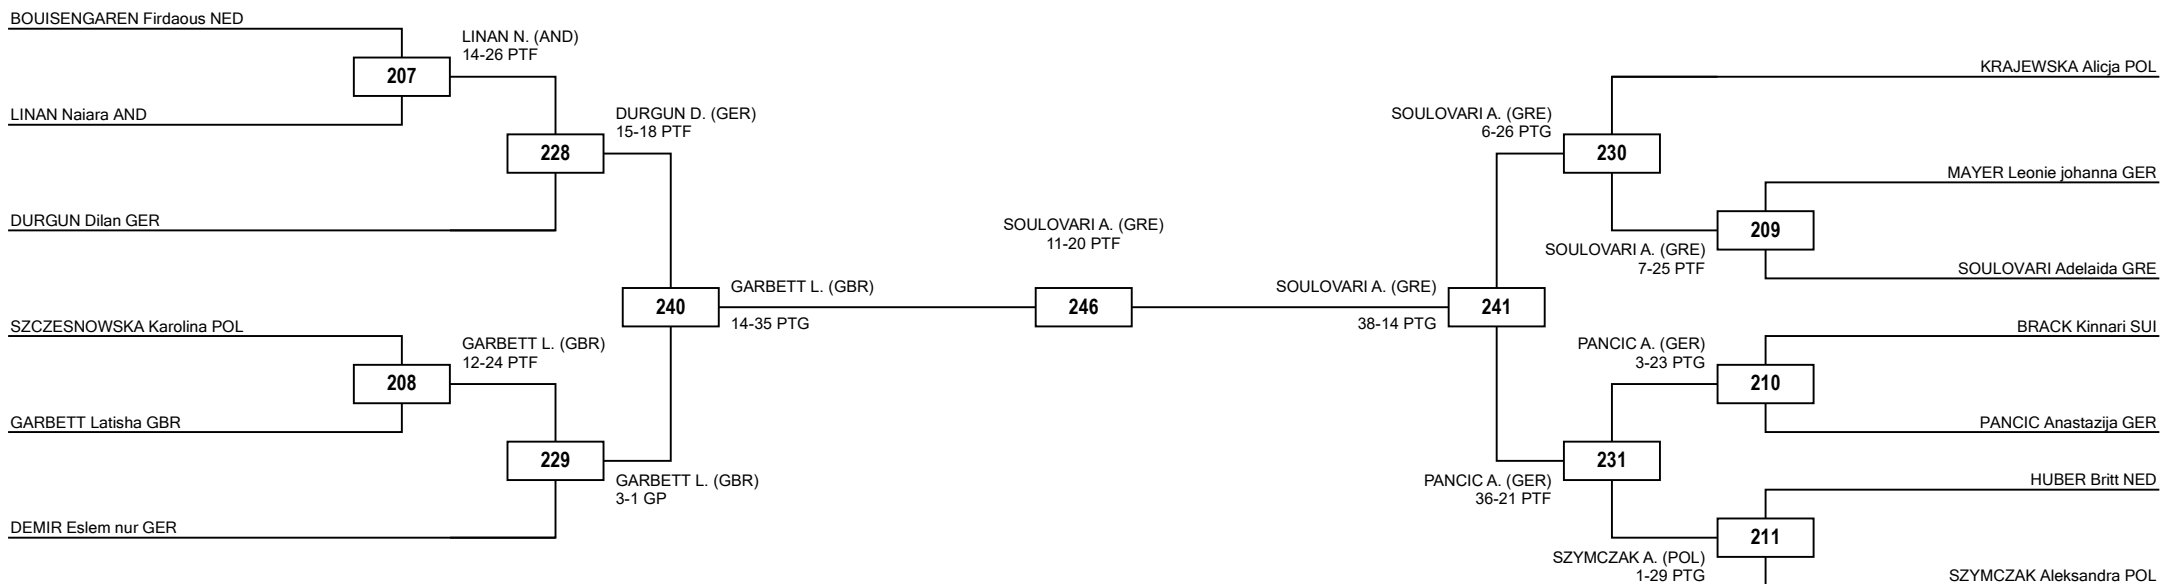 BOUISENGAREN Firdaous NED
LINAN N. (AND)
14-26 PTF
207
LINAN Naiara AND
DURGUN D. (GER)
15-18 PTF
228
DURGUN Dilan GER
GARBETT L. (GBR)
240
14-35 PTG
SZCZESNOWSKA Karolina POL
GARBETT L. (GBR)
12-24 PTF
208
GARBETT Latisha GBR
229
GARBETT L. (GBR)
3-1 GP
DEMIR Eslem nur GER
SOULOVARI A. (GRE)
11-20 PTF
246
KRAJEWSKA Alicja POL
SOULOVARI A. (GRE)
6-26 PTG
230
MAYER Leonie johanna GER
209
SOULOVARI A. (GRE)
7-25 PTF
SOULOVARI Adelaida GRE
SOULOVARI A. (GRE)
241
38-14 PTG
BRACK Kinnari SUI
PANCIC A. (GER)
3-23 PTG
210
PANCIC Anastazija GER
231
PANCIC A. (GER)
36-21 PTF
HUBER Britt NED
211
SZYMCZAK A. (POL)
1-29 PTG
SZYMCZAK Aleksandra POL